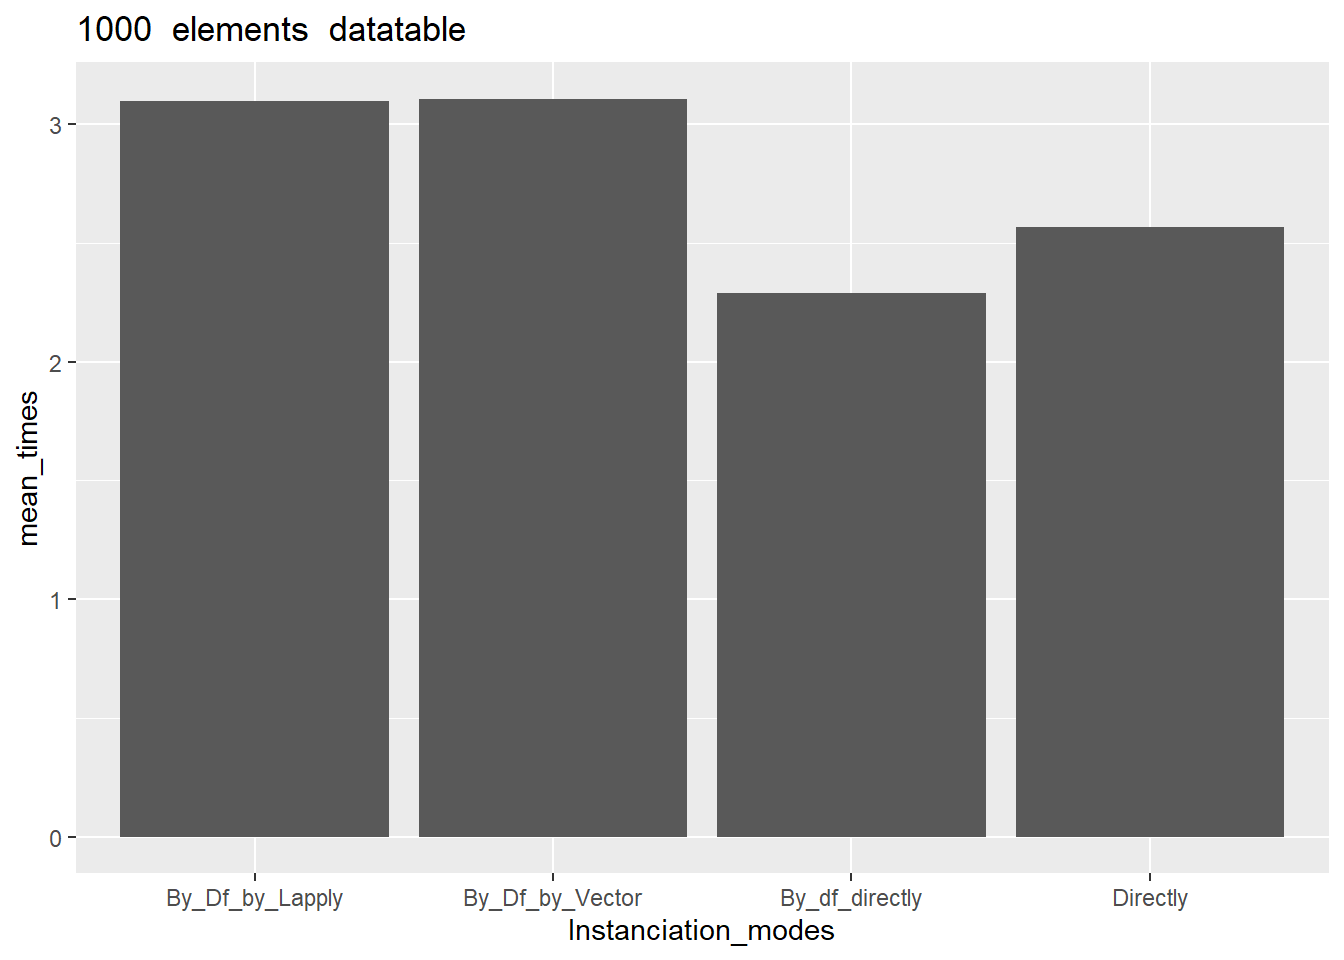 1000 elements datatable
mean_times
3
2
1
0
By_Df_by_Lapply By_Df_by_Vector By_df_directly Directly
Instanciation_modes